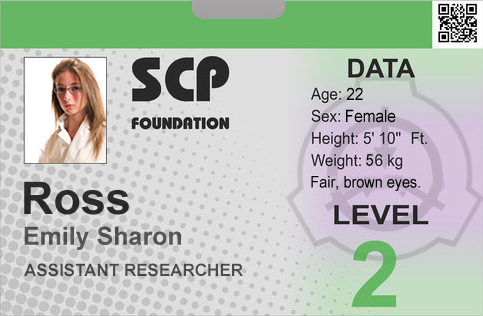 SCP
FOUNDATION
Ross
Emily Sharon
ASSISTANT RESEARCHER
DATA
Age: 22
Sex: Female
Height: 5' 10" Ft.
Weight: 56 kg
Fair, brown eyes.
LEVEL
2